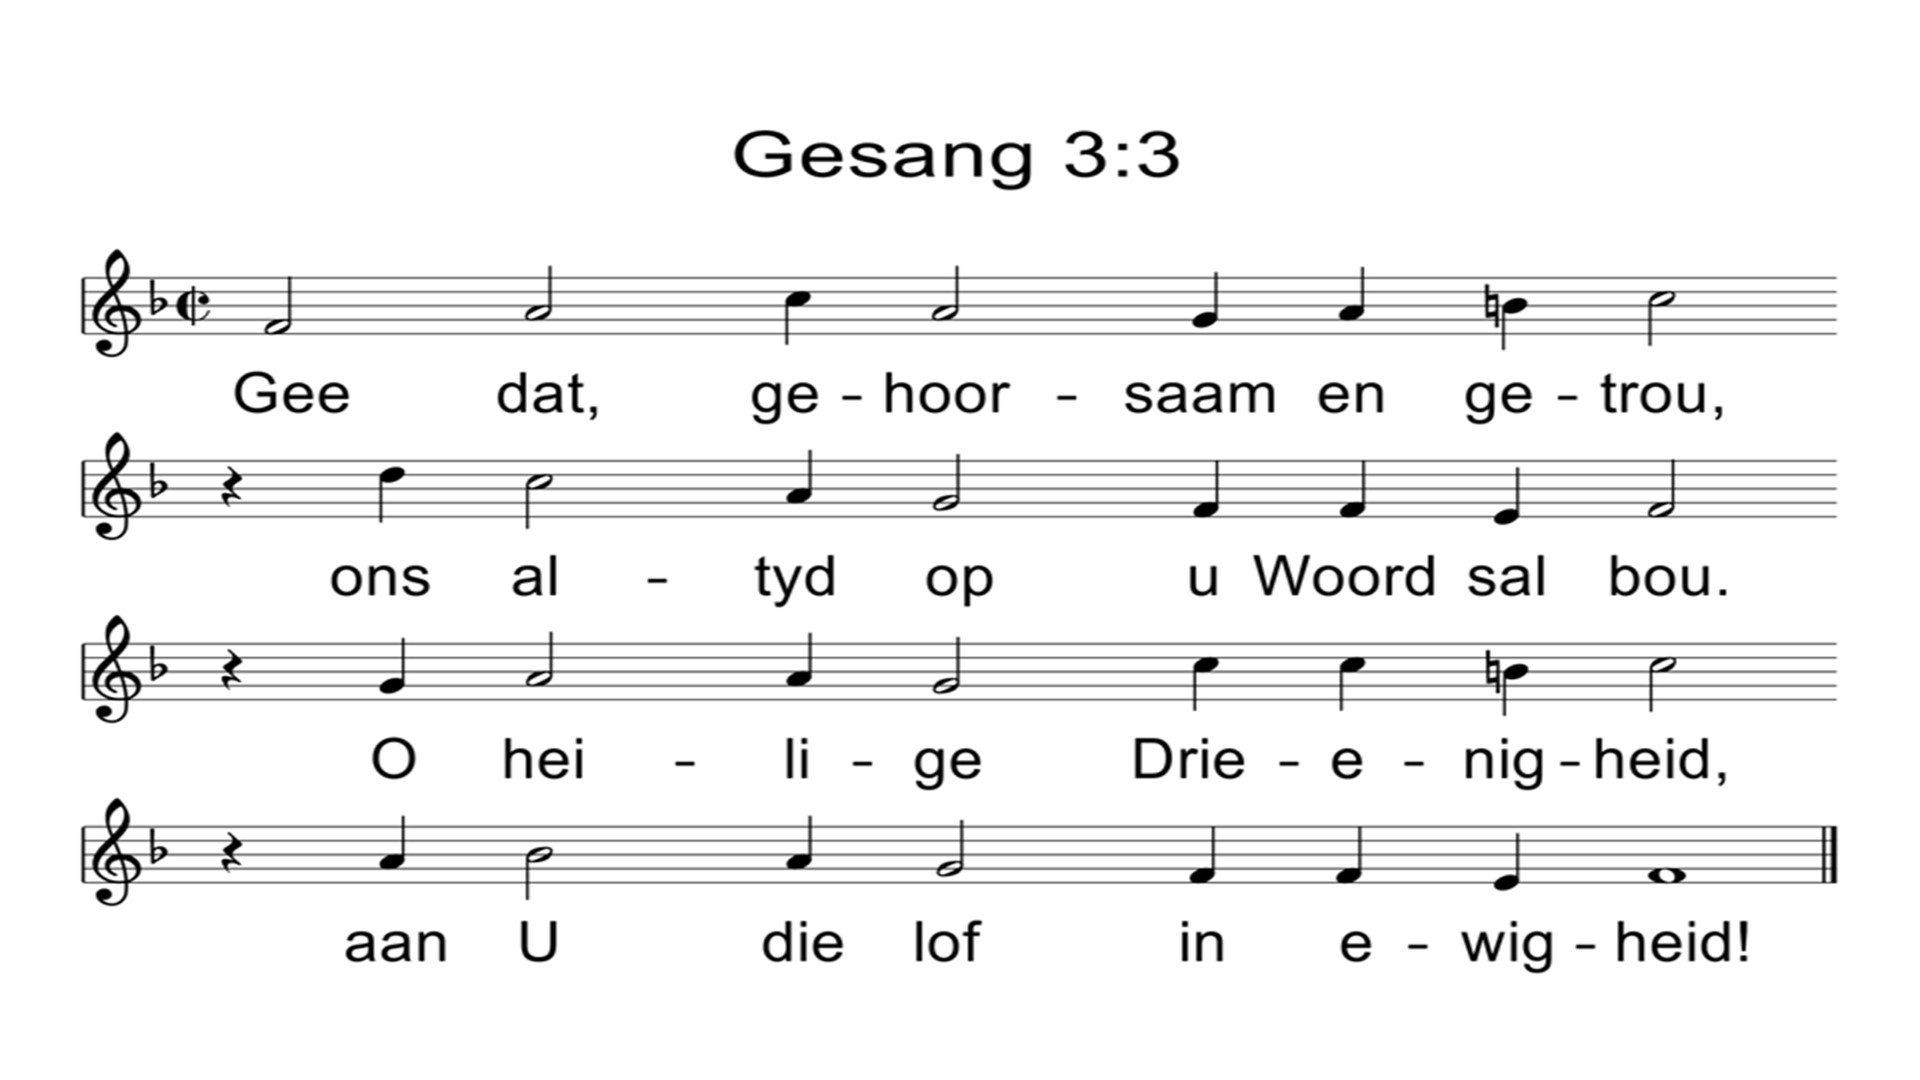 Gesang 3:3
Gee dat, ge - hoor - saam en ge - trou,
ons al - tyd op u Woord sal bou.
O hei - li - ge Drie - e - nig - heid,
aan U die lof in e - wig - heid!